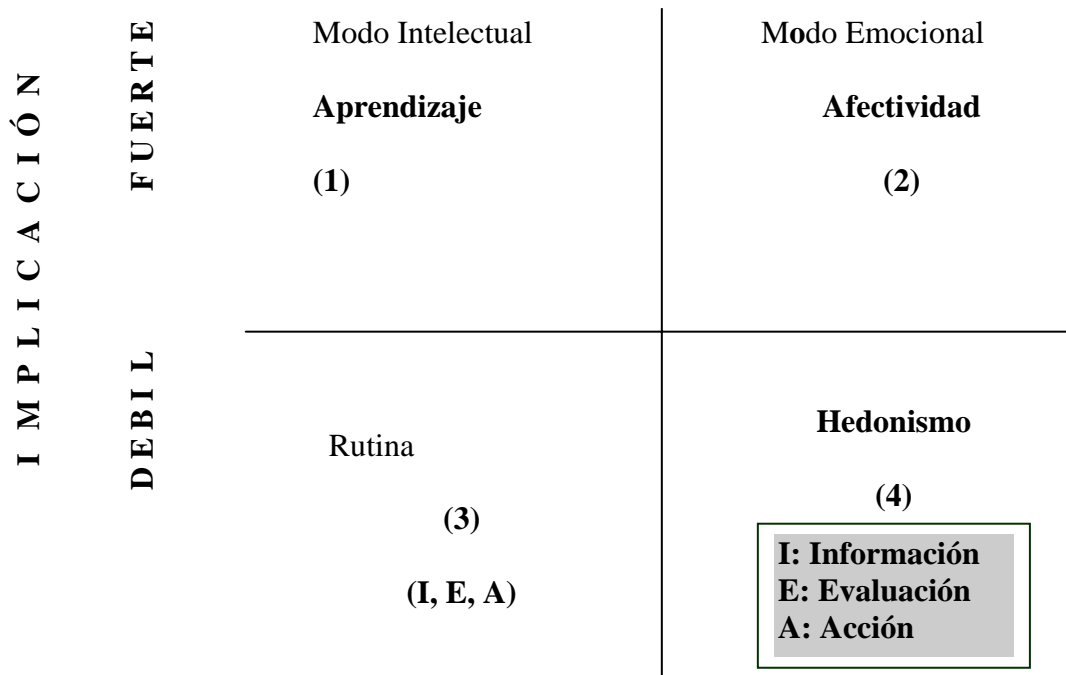 IMPLICACIÓN
FUERTE
Modo Intelectual
Aprendizaje
(1)
Modo Emocional
Afectividad
(2)
DEBIL
Rutina
(3)
(I, E, A)
Hedonismo
(4)
I: Información
E: Evaluación
A: Acción